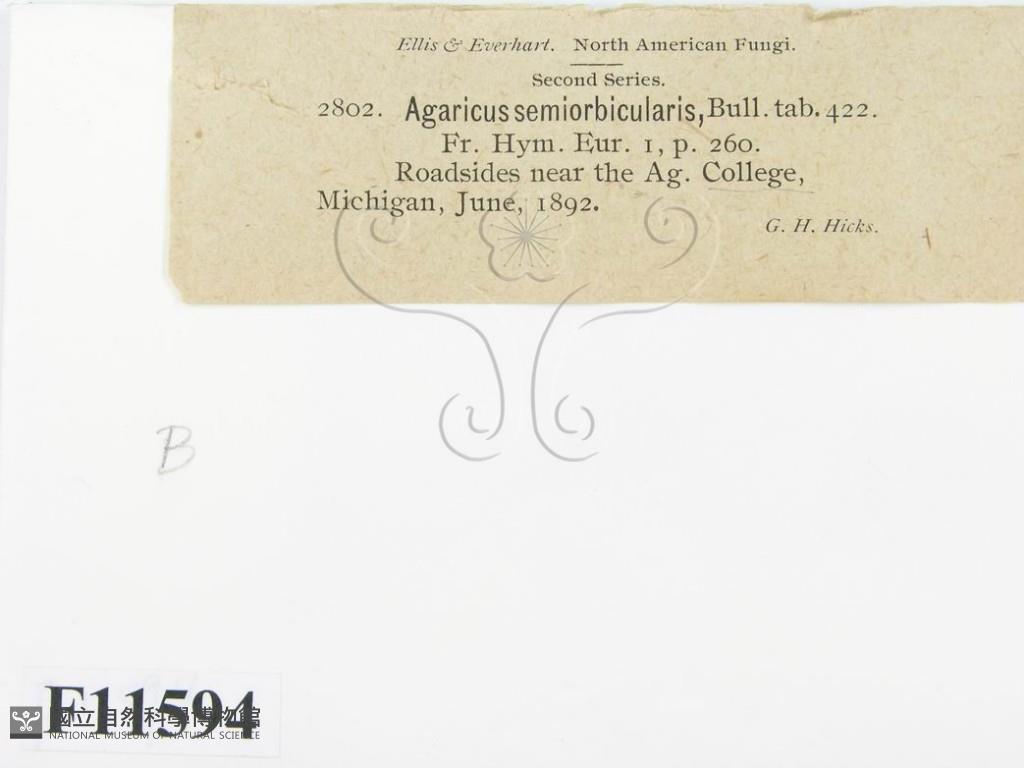 Ellis & Everhart. North American Fungi.
Second Series.
2802. Agaricus semiorbicularis, Bull. tab. 422.
Fr. Hym. Eur. 1, p. 260.
Roadsides near the Ag. College,
Michigan, June, 1892.
G. H. Hicks.
B
F11594
國立自然科學博物館
NATIONAL MUSEUM OF NATURAL SCIENCE